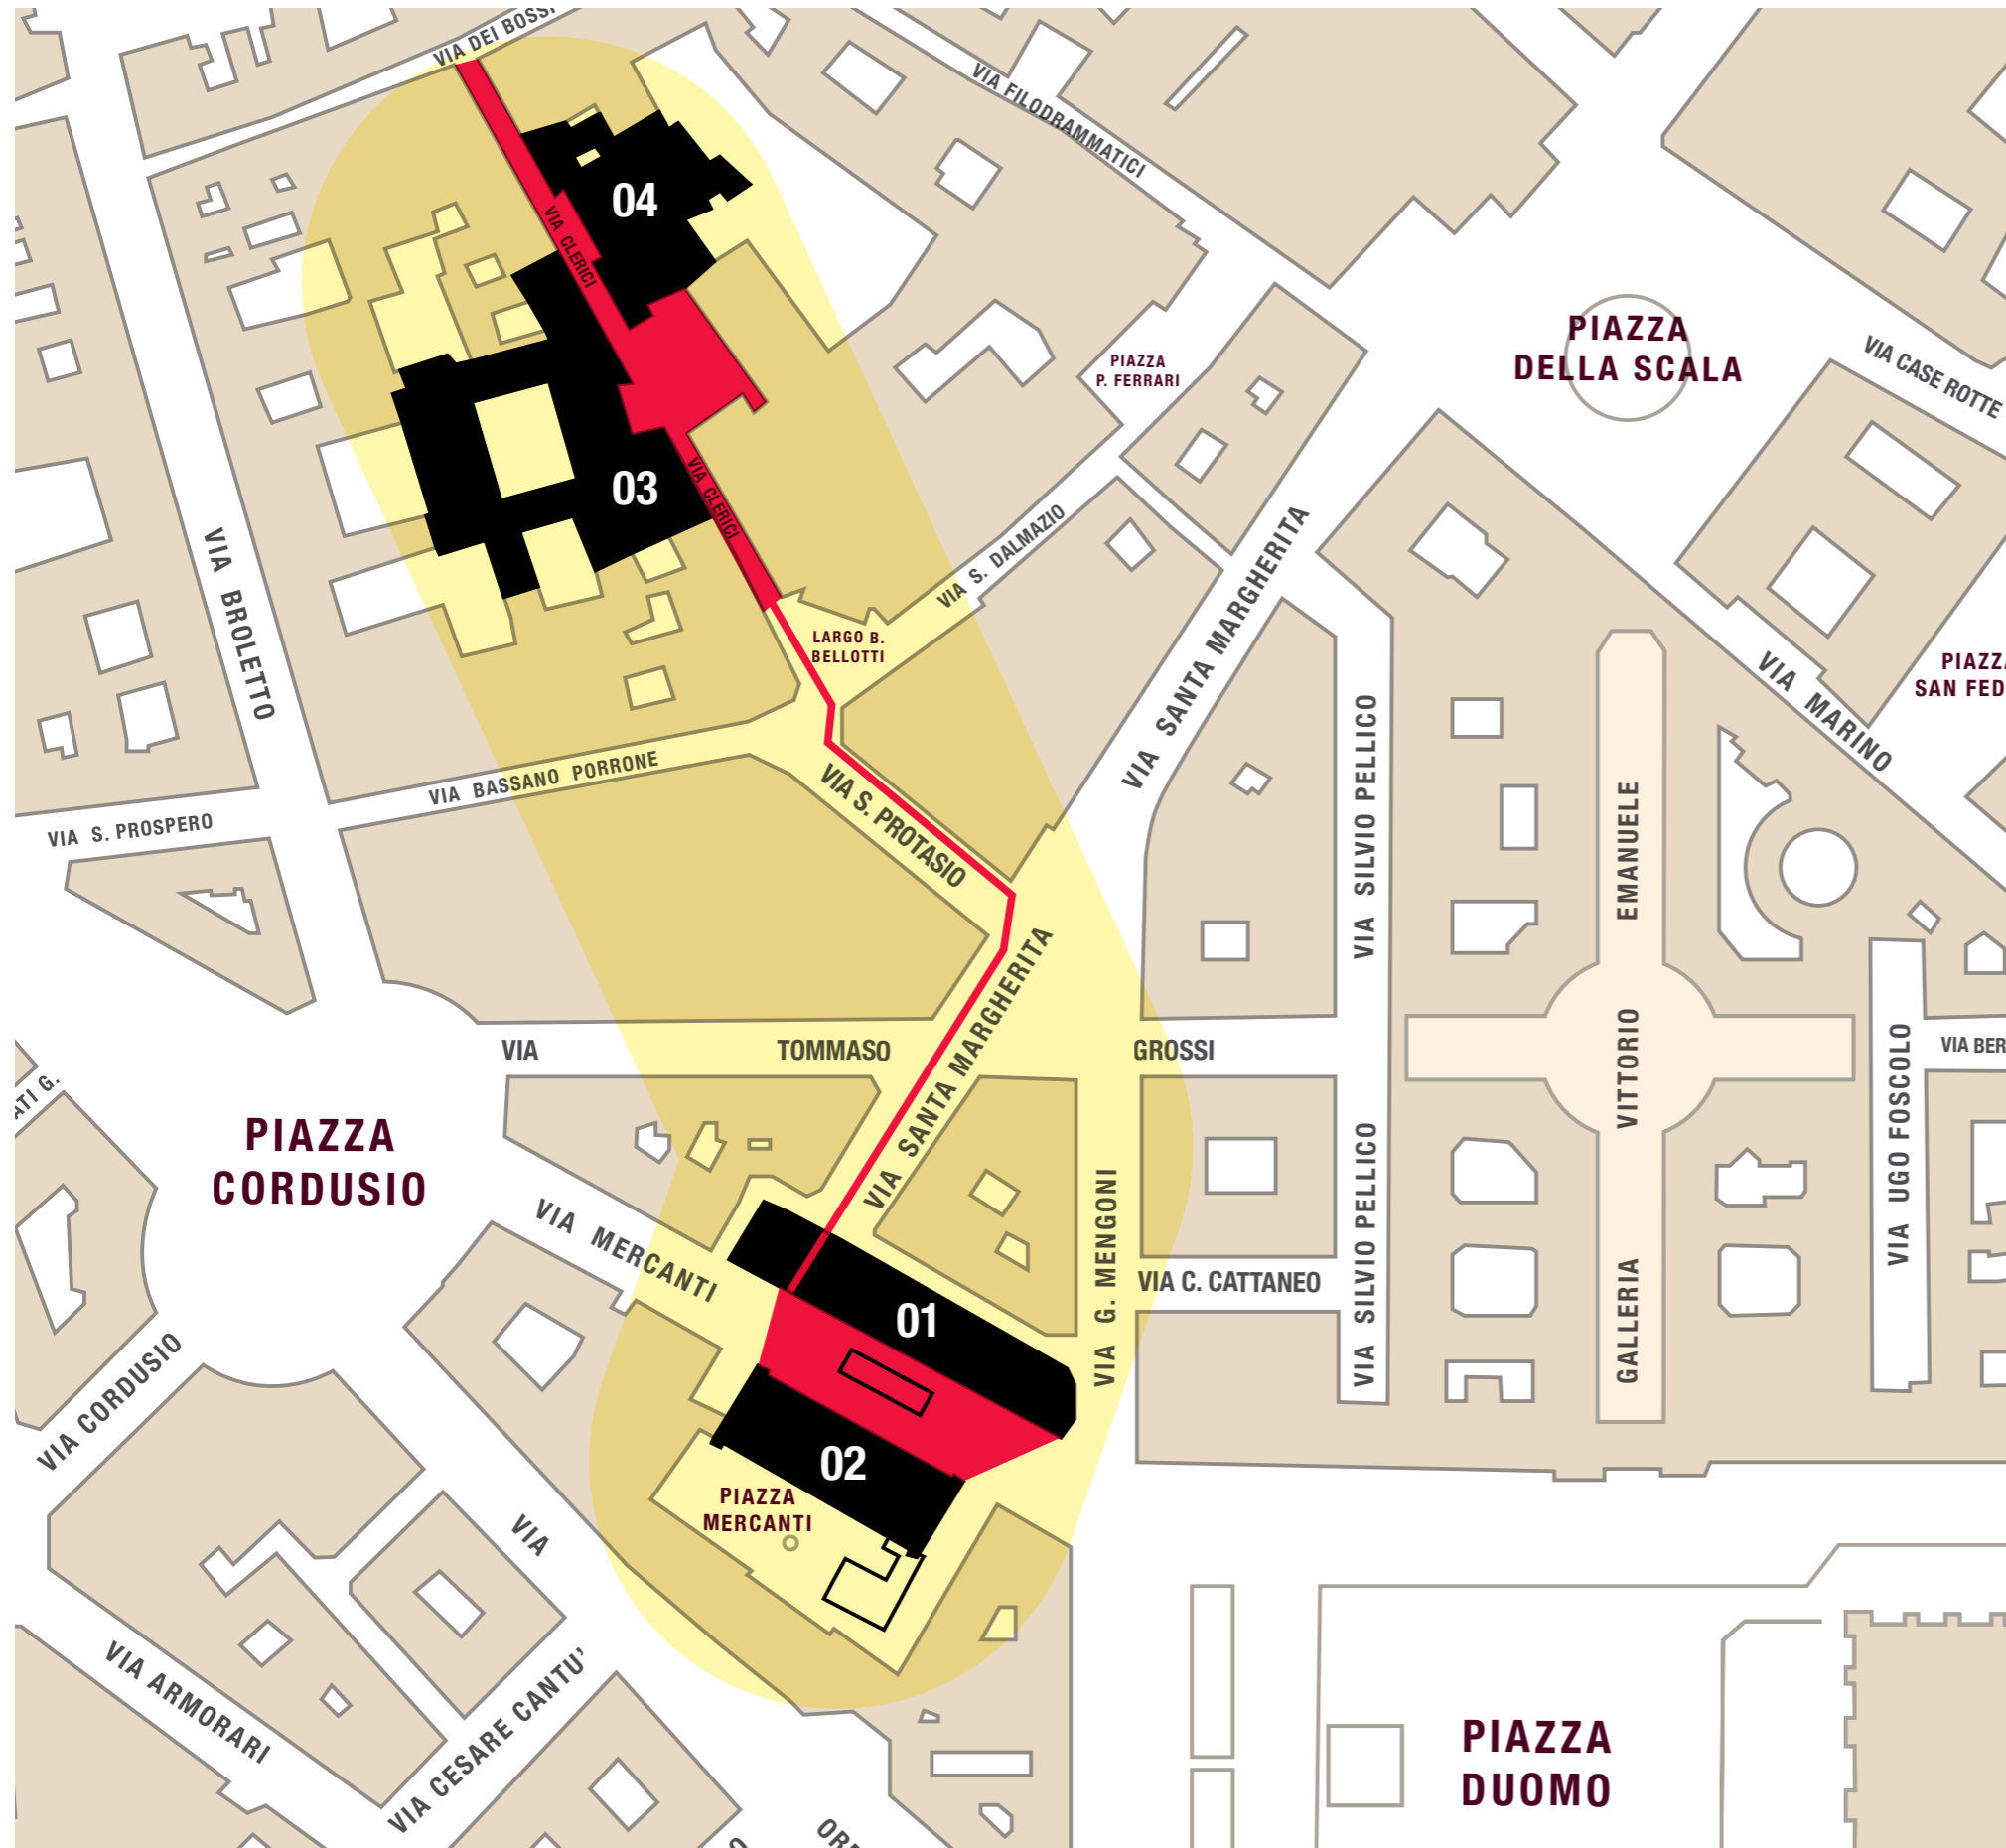 VIA DEI BOSSI
VIA FILODRAMMATICI
04
VIA CLERICI
PIAZZA
DELLA SCALA
VIA CASE ROTTE
PIAZZA
P. FERRARI
03
VIA CLERICI
VIA S. DALMAZIO
VIA BROLETTO
LARGO B.
BELLOTTI
VIA SANTA MARGHERITA
VIA MARINO
PIAZZA
SAN FED
VIA BASSANO PORRONE
VIA S. PROSPERO
VIA S. PROTASIO
VIA SILVIO PELLICO
VIA SANTA MARGHERITA
VIA TOMMASO GROSSI
GALLERIA VITTORIO EMANUELE
VIA UGO FOSCOLO
VIA BER
ATI G.
PIAZZA
CORDUSIO
VIA MERCANTI
VIA G. MENGONI
VIA C. CATTANEO
VIA SILVIO PELLICO
01
VIA CORDUSIO
02
PIAZZA
MERCANTI
VIA
VIA ARMORARI
VIA CESARE CANTU'
PIAZZA
DUOMO